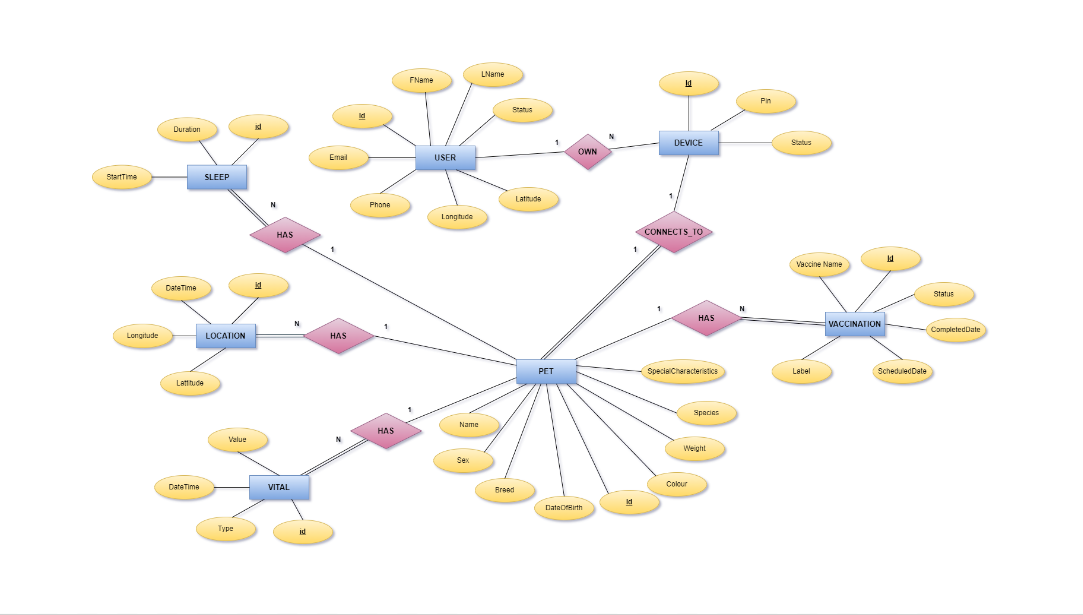 LName
FName
Id
Pin
Id
Status
Duration
id
Status
OWN
1
N
DEVICE
Email
USER
StartTime
SLEEP
Latitude
Phone
Longitude
N
1
HAS
CONNECTS_TO
1
1
Vaccine Name
Id
DateTime
id
Status
1
HAS
N
VACCINATION
CompletedDate
Longitude
LOCATION
N
HAS
1
Label
ScheduledDate
Lattitude
PET
SpecialCharacteristics
1
Name
Species
HAS
N
Value
Weight
Sex
DateTime
VITAL
Breed
Colour
Id
DateOfBirth
Type
id